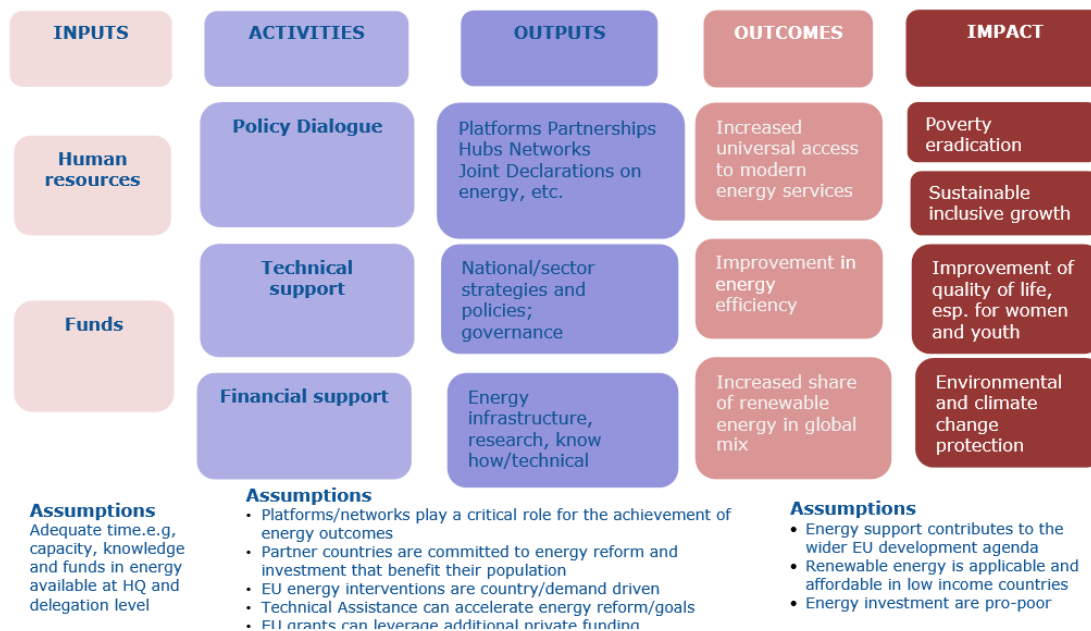 INPUTS
ACTIVITIES
OUTPUTS
OUTCOMES
IMPACT
Human
resources
Funds
Policy Dialogue
Technical
support
Financial support
Platforms Partnerships
Hubs Networks
Joint Declarations on
energy, etc.
National/sector
strategies and
policies;
governance
Energy
infrastructure,
research, know
how/technical
Increased
universal access
to modern
energy services
Improvement in
energy
efficiency
Increased share
of renewable
energy in global
mix
Poverty
eradication
Sustainable
inclusive growth
Improvement of
quality of life,
esp. for women
and youth
Environmental
and climate
change
protection
Assumptions
Adequate time.e.g,
capacity, knowledge
and funds in energy
available at HQ and
delegation level
Assumptions
• Platforms/networks play a critical role for the achievement of
energy outcomes
• Partner countries are committed to energy reform and
investment that benefit their population
• EU energy interventions are country/demand driven
• Technical Assistance can accelerate energy reform/goals
• EU grants can leverage additional private funding
Assumptions
• Energy support contributes to the
wider EU development agenda
• Renewable energy is applicable and
affordable in low income countries
• Energy investment are pro-poor